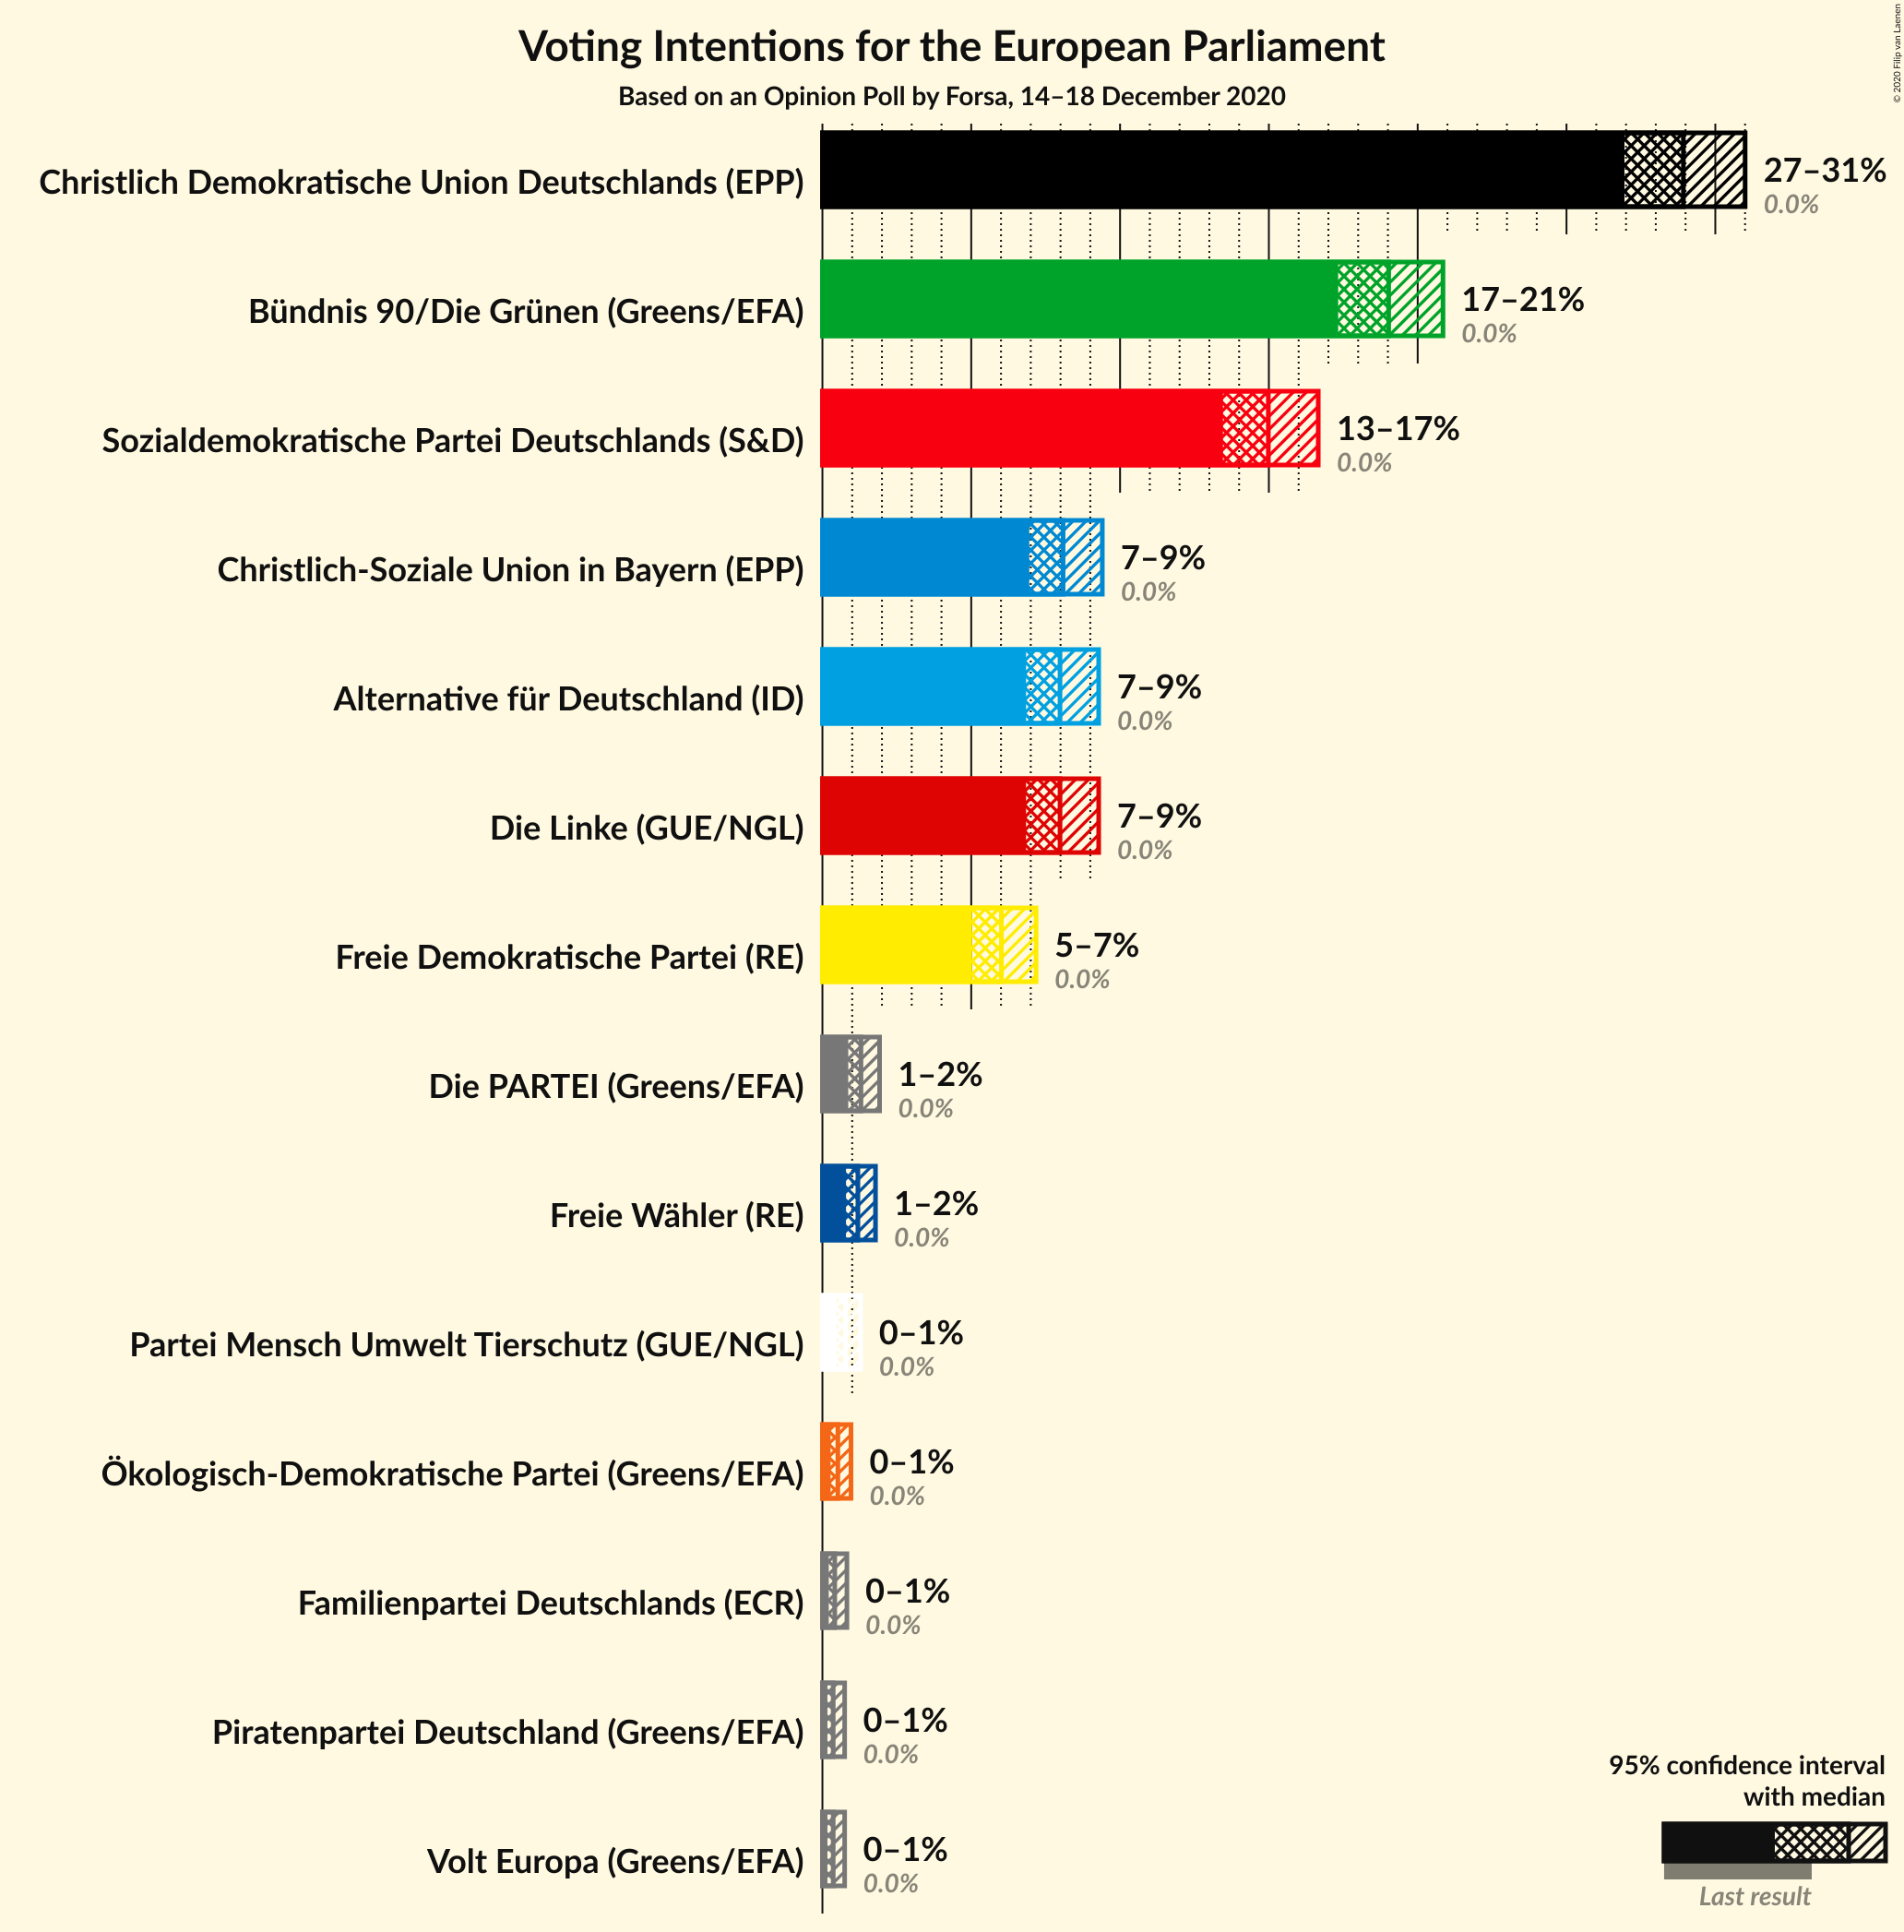 Voting Intentions for the European Parliament
Based on an Opinion Poll by Forsa, 14–18 December 2020
© 2020 Filip van Laenen
Christlich Demokratische Union Deutschlands (EPP)
27–31%
0.0%
Bündnis 90/Die Grünen (Greens/EFA)
17–21%
0.0%
Sozialdemokratische Partei Deutschlands (S&D)
13–17%
0.0%
Christlich-Soziale Union in Bayern (EPP)
7–9%
0.0%
Alternative für Deutschland (ID)
7–9%
0.0%
Die Linke (GUE/NGL)
7–9%
0.0%
Freie Demokratische Partei (RE)
5–7%
0.0%
Die PARTEI (Greens/EFA)
1–2%
0.0%
Freie Wähler (RE)
1–2%
0.0%
Partei Mensch Umwelt Tierschutz (GUE/NGL)
0–1%
0.0%
Ökologisch-Demokratische Partei (Greens/EFA)
0–1%
0.0%
Familienpartei Deutschlands (ECR)
0–1%
0.0%
Piratenpartei Deutschland (Greens/EFA)
0–1%
0.0%
Volt Europa (Greens/EFA)
0–1%
0.0%
95% confidence interval
with median
Last result